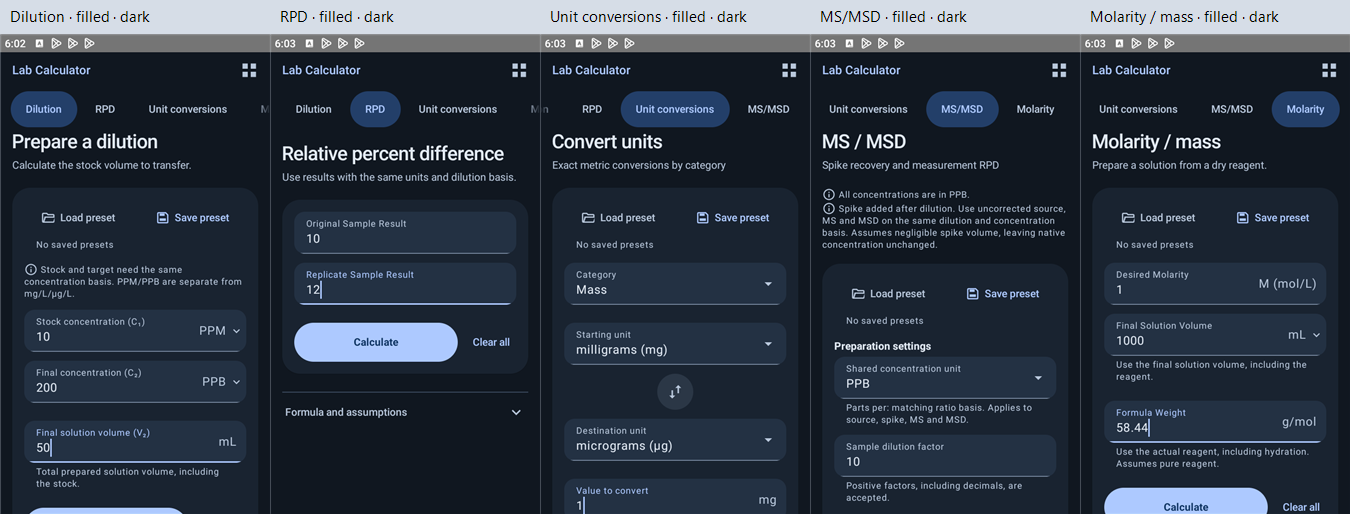 Dilution · filled · dark
6:02
Lab Calculator
Dilution
RPD
Unit conversions
M
Prepare a dilution
Calculate the stock volume to transfer.
Load preset
Save preset
No saved presets
Stock and target need the same
concentration basis. PPM/PPB are separate from
mg/L/µg/L.
Stock concentration (C₁)
10
PPM
Final concentration (C₂)
200
PPB
Final solution volume (V₂)
50
mL
Total prepared solution volume, including
the stock.
RPD · filled · dark
6:03
Lab Calculator
Dilution
RPD
Unit conversions
Relative percent difference
Use results with the same units and dilution basis.
Original Sample Result
10
Replicate Sample Result
12
Calculate
Clear all
Formula and assumptions
Unit conversions · filled · dark
6:03
Lab Calculator
RPD
Unit conversions
MS/MSD
Convert units
Exact metric conversions by category
Load preset
Save preset
No saved presets
Category
Mass
Starting unit
milligrams (mg)
Destination unit
micrograms (µg)
Value to convert
1
mg
MS/MSD · filled · dark
6:03
Lab Calculator
Unit conversions
MS/MSD
Molarity
MS / MSD
Spike recovery and measurement RPD
All concentrations are in PPB.
Spike added after dilution. Use uncorrected source,
MS and MSD on the same dilution and concentration
basis. Assumes negligible spike volume, leaving native
concentration unchanged.
Load preset
Save preset
No saved presets
Preparation settings
Shared concentration unit
PPB
Parts per: matching ratio basis. Applies to
source, spike, MS and MSD.
Sample dilution factor
10
Positive factors, including decimals, are
accepted.
Molarity / mass · filled · dark
6:03
Lab Calculator
Unit conversions
MS/MSD
Molarity
Molarity / mass
Prepare a solution from a dry reagent.
Load preset
Save preset
No saved presets
Desired Molarity
1
M (mol/L)
Final Solution Volume
1000
mL
Use the final solution volume, including the
reagent.
Formula Weight
58.44
g/mol
Use the actual reagent, including hydration.
Assumes pure reagent.
Calculate
Clear all